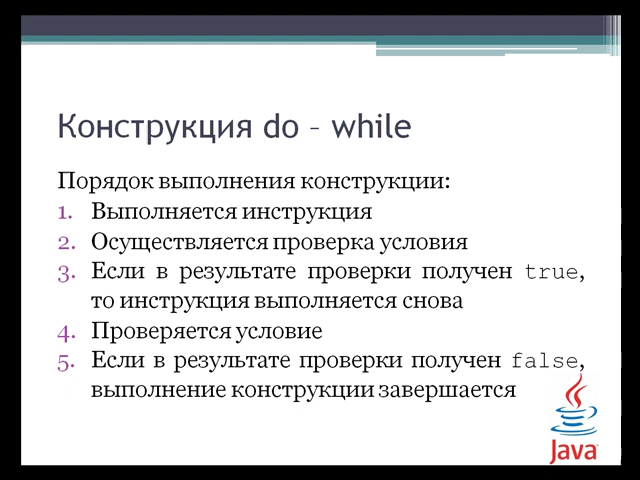 Конструкция do – while
Порядок выполнения конструкции:
1. Выполняется инструкция
2. Осуществляется проверка условия
3. Если в результате проверки получен true,
то инструкция выполняется снова
4. Проверяется условие
5. Если в результате проверки получен false,
выполнение конструкции завершается
Java